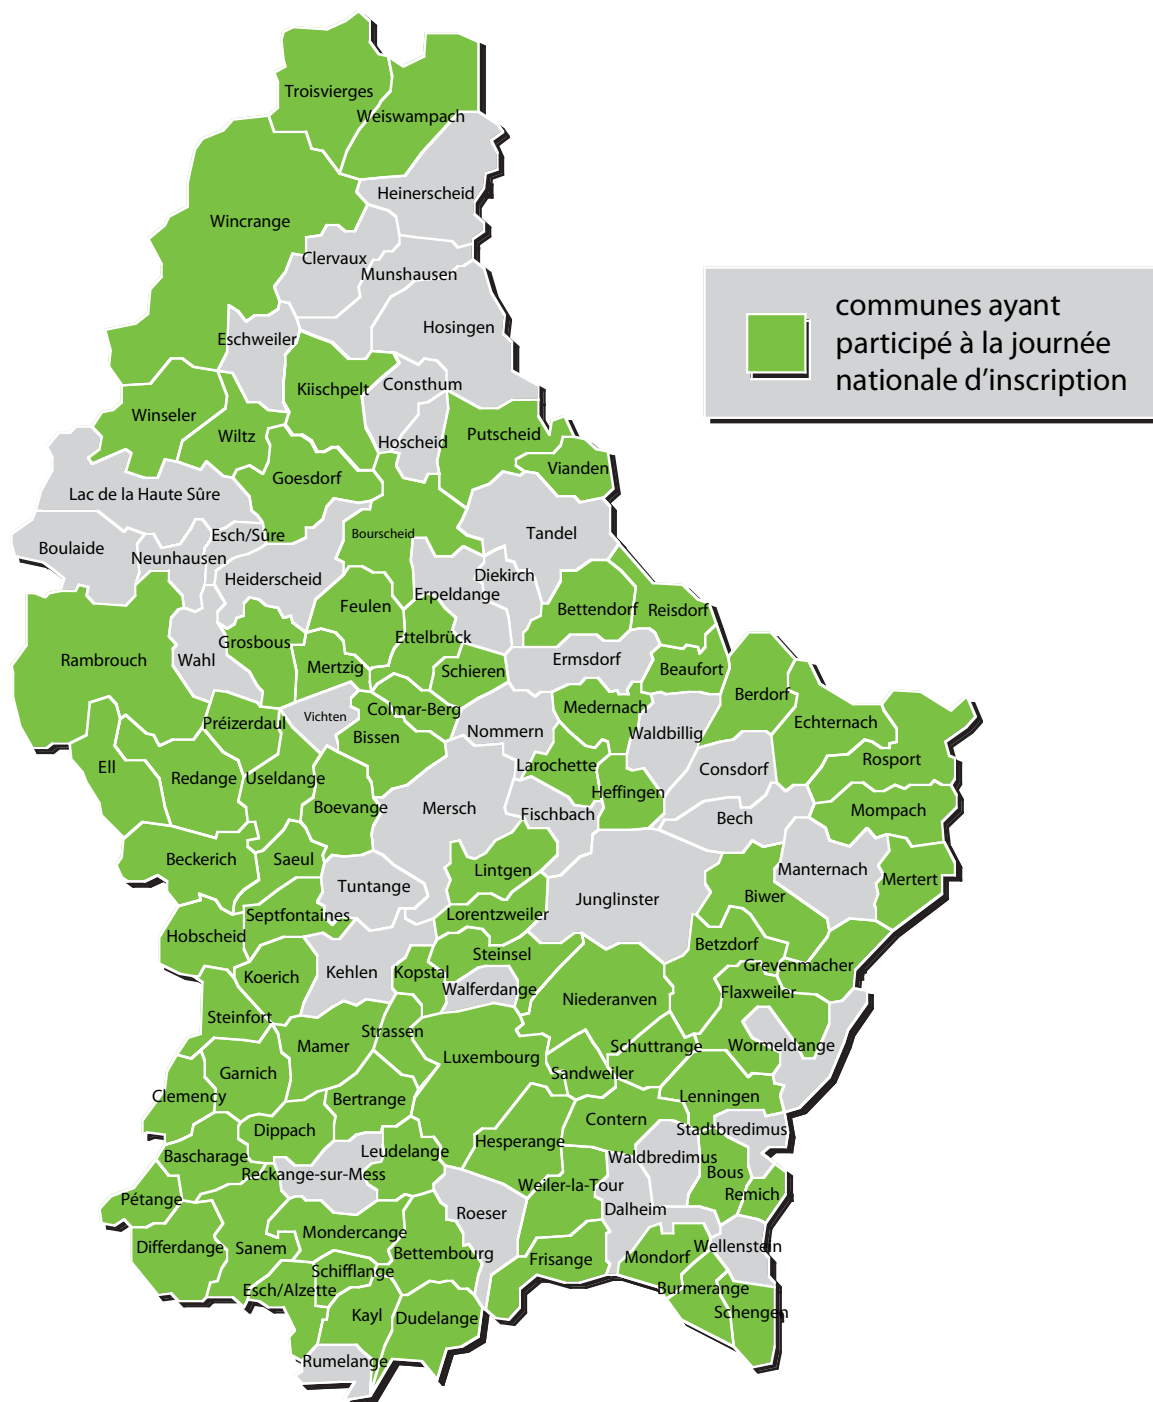 Troisvierges
Weiswampach
Heinerscheid
Wincrange
Clervaux
Munshausen
communes ayant
participé à la journée
nationale d'inscription
Hosingen
Eschweiler
Consthum
Kiischpelt
Winseler
Wiltz
Hoscheid
Putscheid
Vianden
Goesdorf
Lac de la Haute Sûre
Esch/Sûre
Bourscheid
Tandel
Boulaide
Neunhausen
Heiderscheid
Diekirch
Erpeldange
Feulen
Bettendorf
Reisdorf
Ettelbrück
Grosbous
Rambrouch
Wahl
Mertzig
Schieren
Ermsdorf
Beaufort
Berdorf
Préizerdaul
Vichten
Colmar-Berg
Medernach
Echternach
Bissen
Nommern
Waldbillig
Rosport
Ell
Redange
Useldange
Larochette
Consdorf
Boevange
Mersch
Heffingen
Fischbach
Bech
Mompach
Beckerich
Saeul
Lintgen
Manternach
Mertert
Tuntange
Junglinster
Biwer
Septfontaines
Lorentzweiler
Hobscheid
Betzdorf
Steinsel
Grevenmacher
Koerich
Kehlen
Kopstal
Walferdange
Niederanven
Flaxweiler
Steinfort
Strassen
Mamer
Luxembourg
Schuttrange
Wormeldange
Garnich
Sandweiler
Clemency
Bertrange
Lenningen
Contern
Dippach
Stadtbredimus
Hesperange
Leudelange
Bascharage
Waldbredimus
Reckange-sur-Mess
Bous
Weiler-la-Tour
Remich
Pétange
Roeser
Dalheim
Mondercange
Differdange
Sanem
Bettembourg
Wellenstein
Frisange
Mondorf
Schifflange
Esch/Alzette
Burmerange
Kayl
Dudelange
Schengen
Rumelange